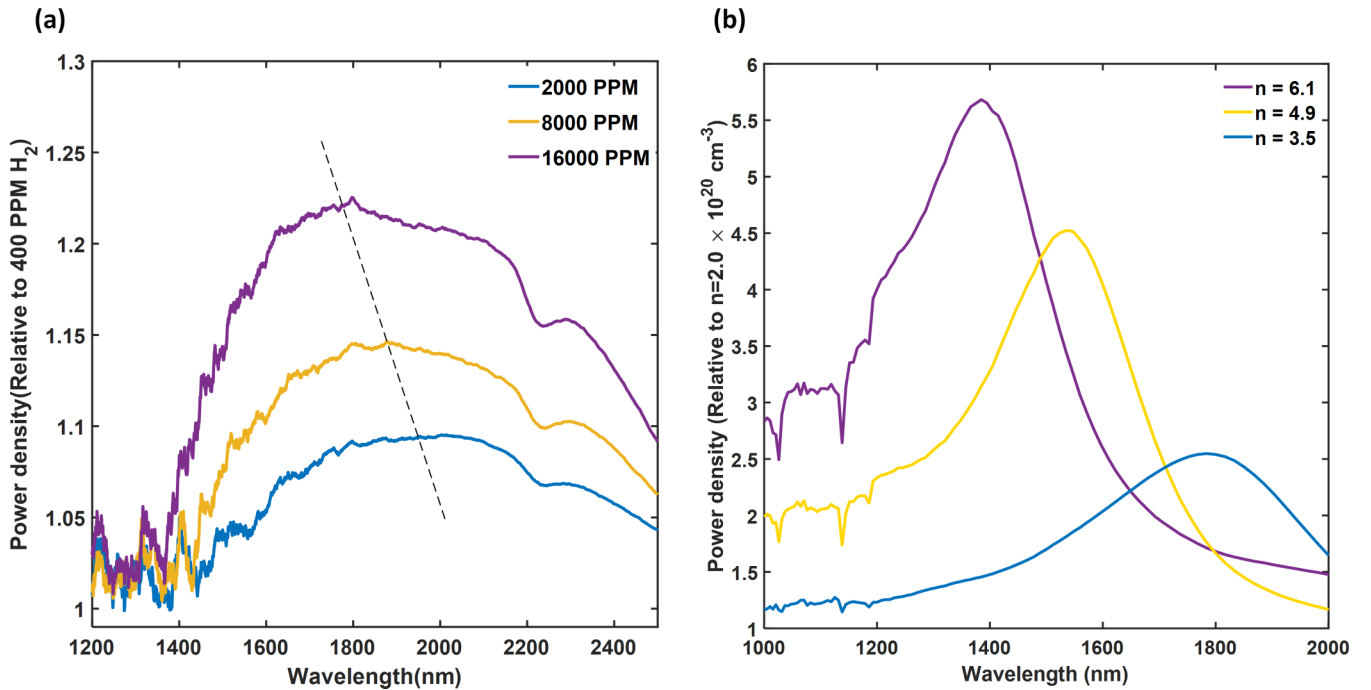 (a)
Power density(Relative to 400 PPM H2)
1.3
1.25
1.2
1.15
1.1
1.05
1
2000 PPM
8000 PPM
16000 PPM
1200 1400 1600 1800 2000 2200 2400
Wavelength(nm)
(b)
Power density (Relative to n=2.0 × 10^20 cm^-3)
6
5.5
5
4.5
4
3.5
3
2.5
2
1.5
1
n = 6.1
n = 4.9
n = 3.5
1000 1200 1400 1600 1800 2000
Wavelength (nm)